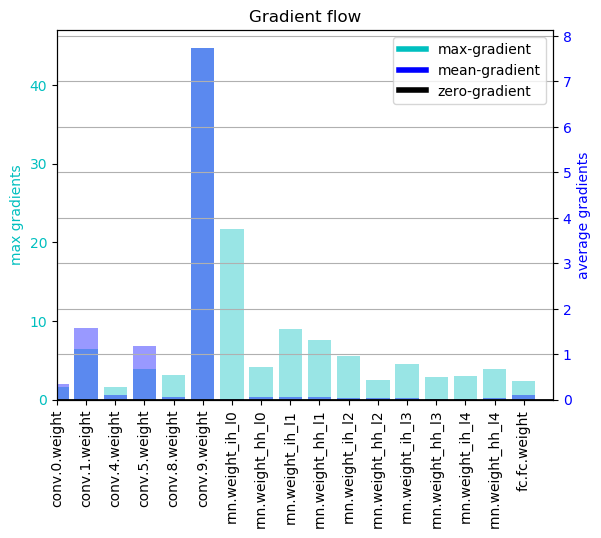 Gradient flow
max-gradient
mean-gradient
zero-gradient
max gradients
0
10
20
30
40
average gradients
0
1
2
3
4
5
6
7
8
conv.0.weight
conv.1.weight
conv.4.weight
conv.5.weight
conv.8.weight
conv.9.weight
rnn.weight_ih_l0
rnn.weight_hh_l0
rnn.weight_ih_l1
rnn.weight_hh_l1
rnn.weight_ih_l2
rnn.weight_hh_l2
rnn.weight_ih_l3
rnn.weight_hh_l3
rnn.weight_ih_l4
rnn.weight_hh_l4
fc.fc.weight